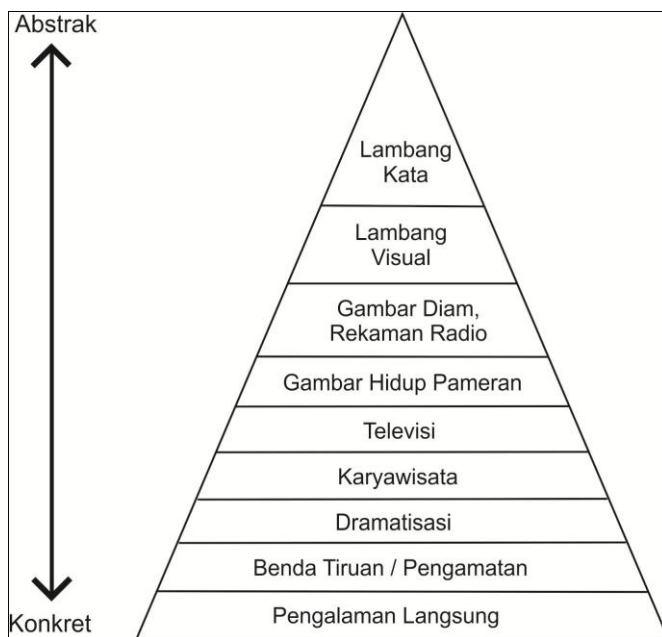 Abstrak
Lambang
Kata
Lambang
Visual
Gambar Diam,
Rekaman Radio
Gambar Hidup Pameran
Televisi
Karyawisata
Dramatisasi
Benda Tiruan / Pengamatan
Pengalaman Langsung
Konkret